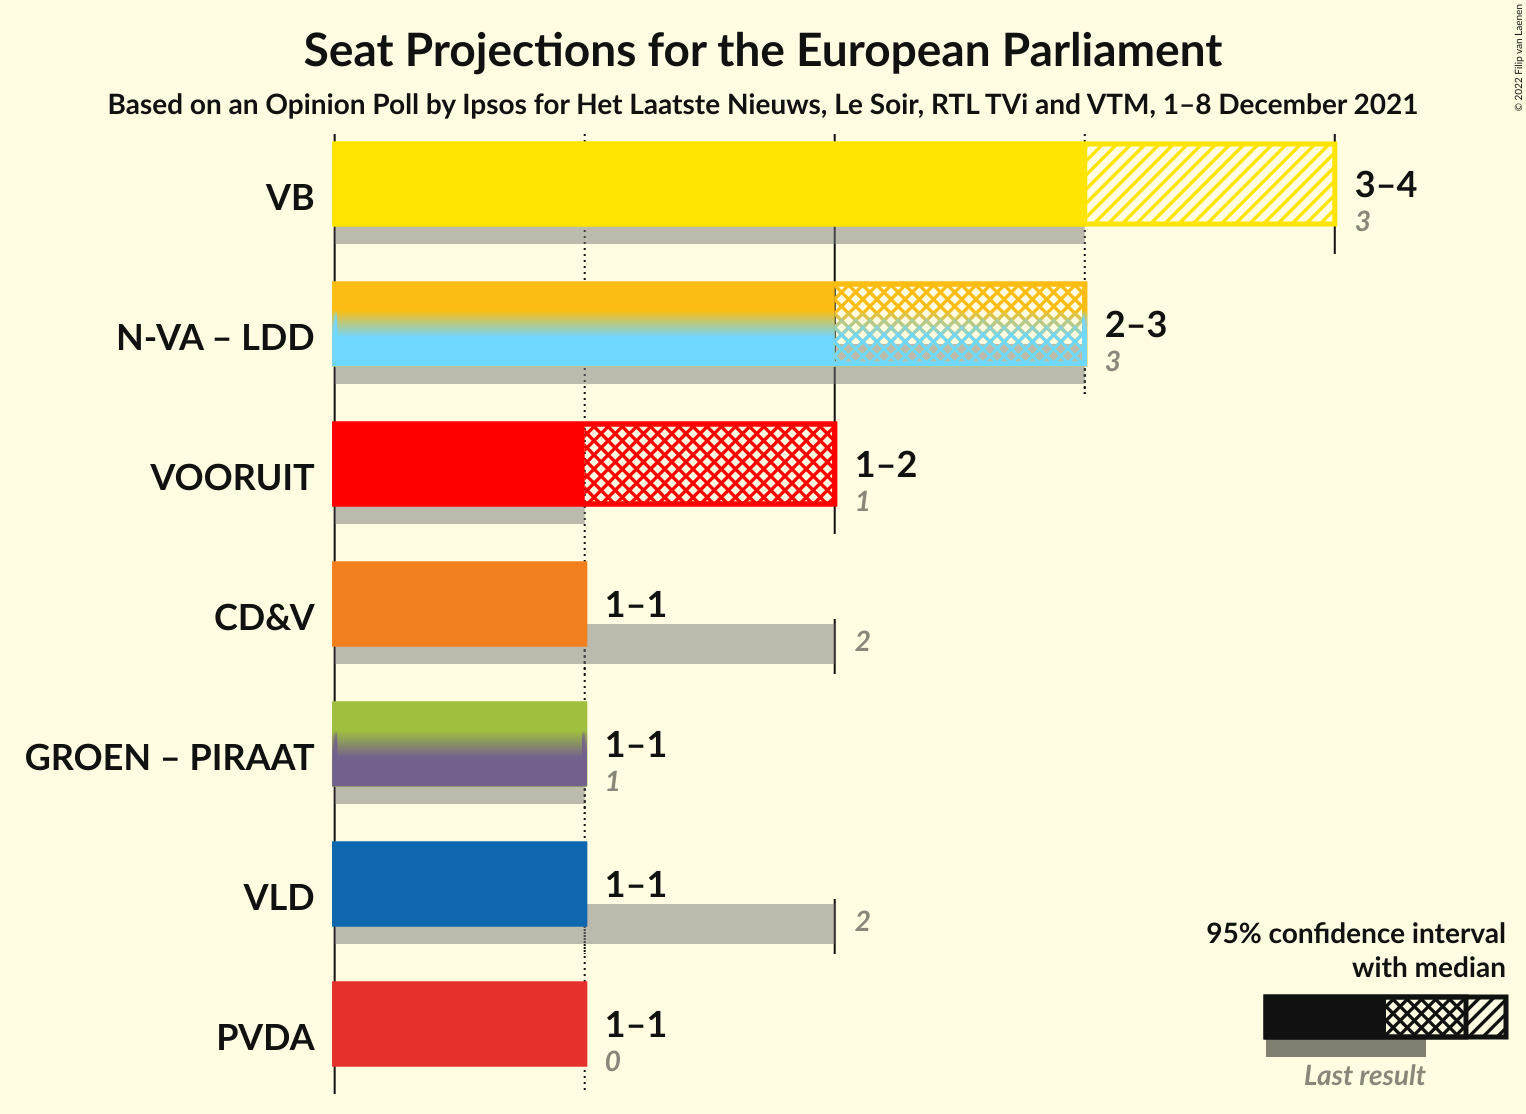 Seat Projections for the European Parliament
Based on an Opinion Poll by Ipsos for Het Laatste Nieuws, Le Soir, RTL TVi and VTM, 1–8 December 2021
© 2022 Filip van Laenen
VB
3–4
3
N-VA – LDD
2–3
3
VOORUIT
1–2
1
CD&V
1–1
2
GROEN – PIRAAT
1–1
1
VLD
1–1
2
PVDA
1–1
0
95% confidence interval
with median
Last result